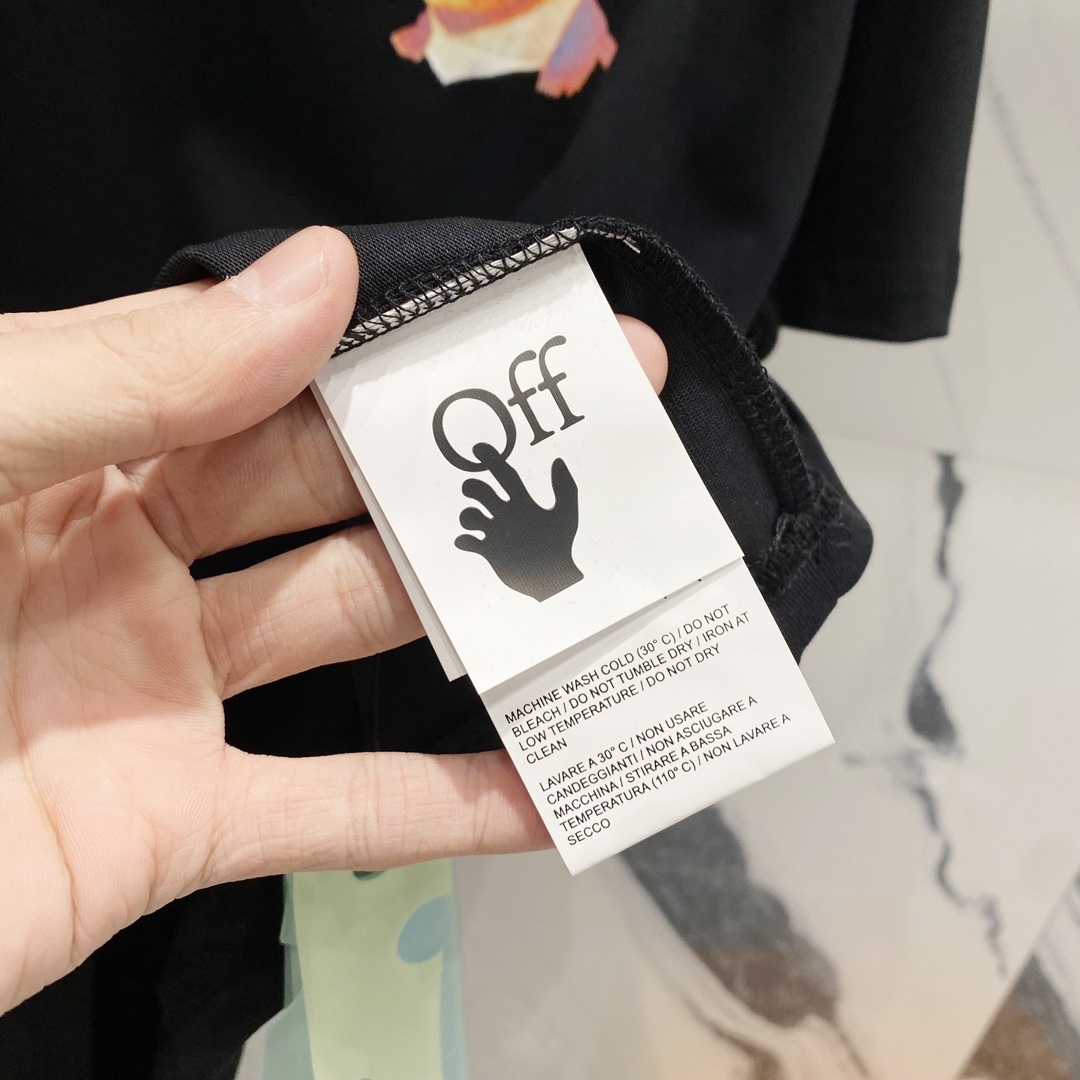 Off
MACHINE WASH COLD (30° C) / DO NOT
BLEACH / DO NOT TUMBLE DRY / IRON AT
LOW TEMPERATURE / DO NOT DRY
CLEAN
LAVARE A 30° C / NON USARE
CANDEGGIANTI / NON ASCIUGARE A
MACCHINA / STIRARE A BASSA
TEMPERATURA (110° C) / NON LAVARE A
SECCO